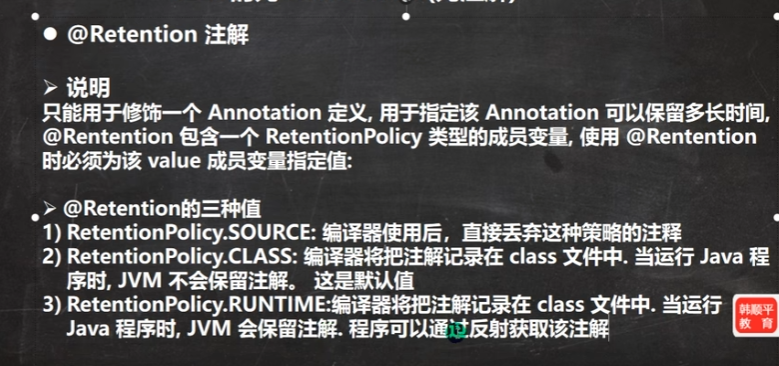 ● @Retention 注解
➢ 说明
只能用于修饰一个 Annotation 定义, 用于指定该 Annotation 可以保留多长时间,
@Rentention 包含一个 RetentionPolicy 类型的成员变量, 使用 @Rentention
时必须为该 value 成员变量指定值:
➢ @Retention的三种值
1) RetentionPolicy.SOURCE: 编译器使用后，直接丢弃这种策略的注释
2) RetentionPolicy.CLASS: 编译器将把注解记录在 class 文件中. 当运行 Java 程
序时, JVM 不会保留注解。 这是默认值
3) RetentionPolicy.RUNTIME:编译器将把注解记录在 class 文件中. 当运行
Java 程序时, JVM 会保留注解. 程序可以通过反射获取该注解
韩顺平
教育